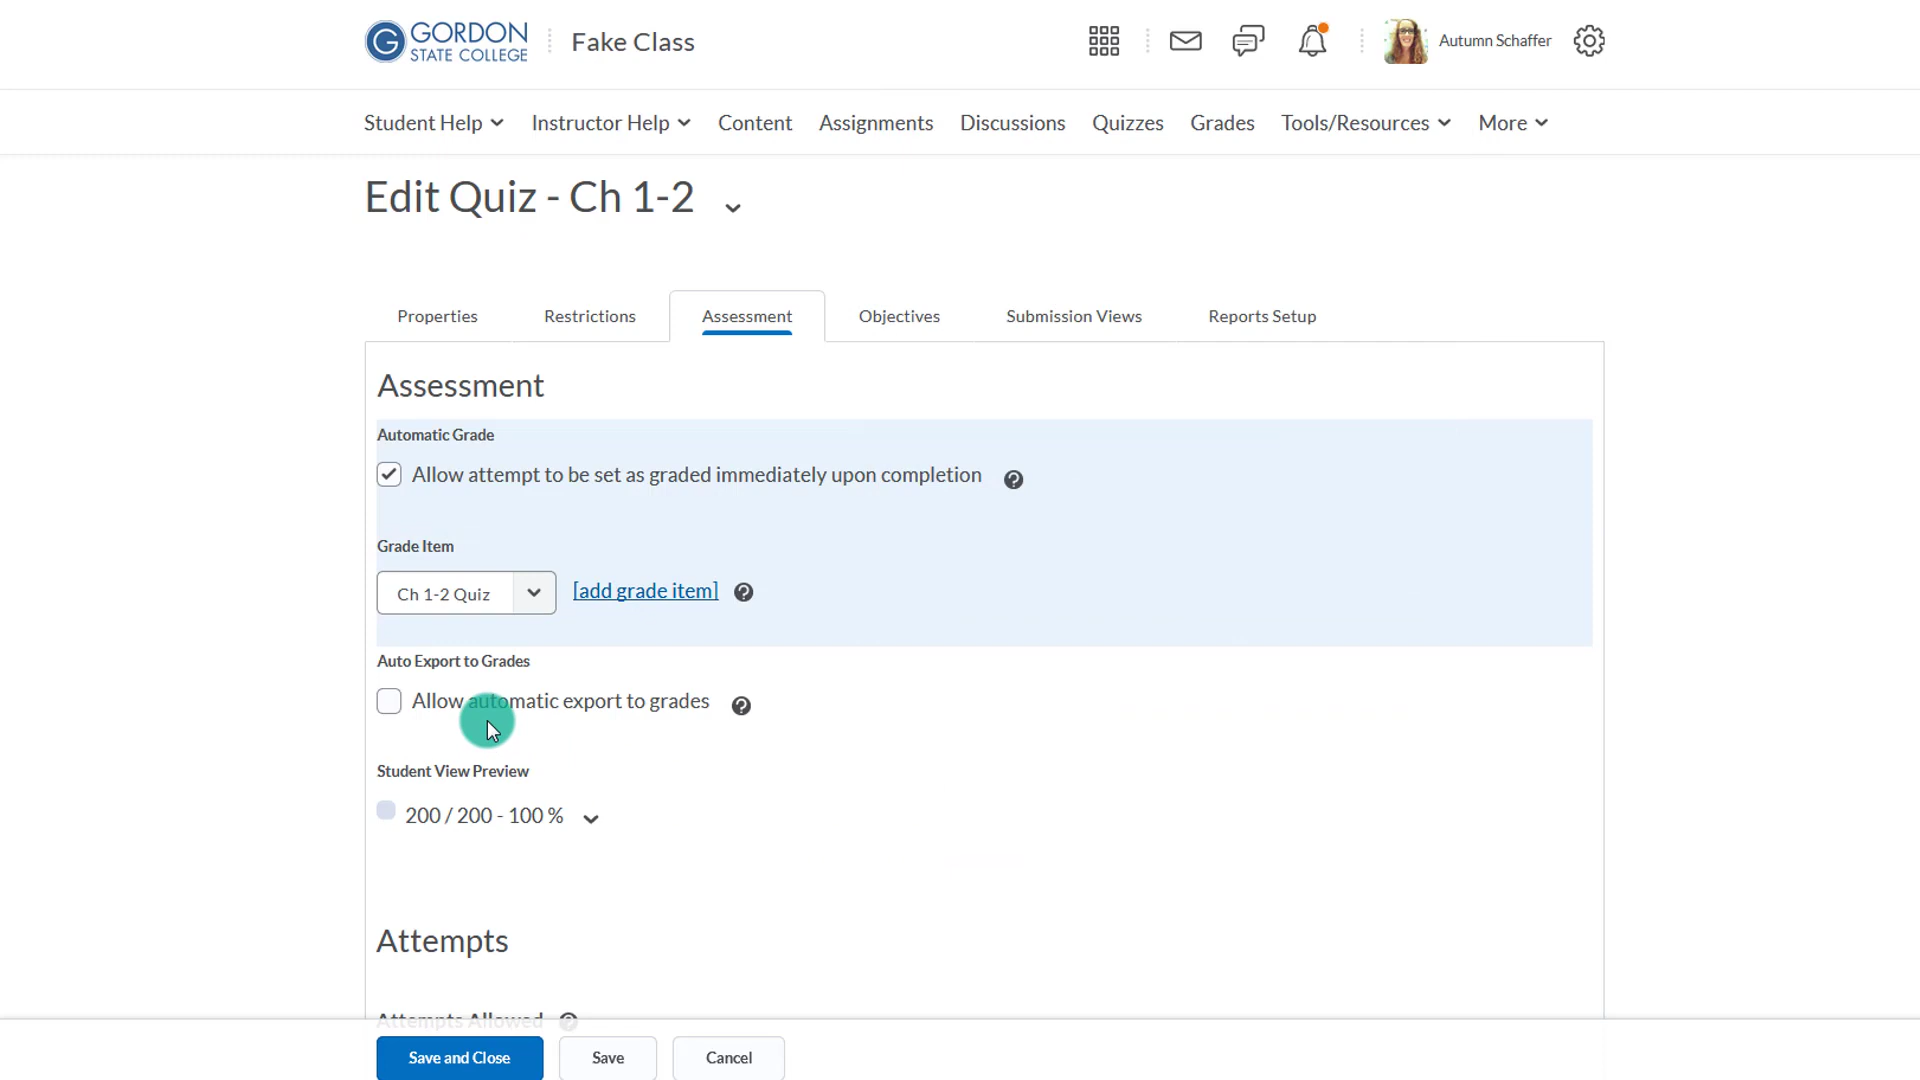 GORDON
STATE COLLEGE
Fake Class
Autumn Schaffer
Student Help
Instructor Help
Content
Assignments
Discussions
Quizzes
Grades
Tools/Resources
More
Edit Quiz - Ch 1-2
Properties
Restrictions
Assessment
Objectives
Submission Views
Reports Setup
Assessment
Automatic Grade
Allow attempt to be set as graded immediately upon completion
Grade Item
Ch 1-2 Quiz
[add grade item]
Auto Export to Grades
Allow automatic export to grades
Student View Preview
200 / 200 - 100 %
Attempts
Attempts Allowed
Save and Close
Save
Cancel